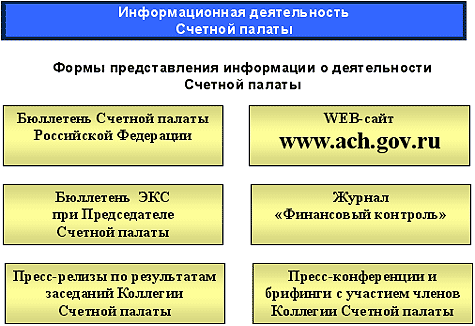 Информационная деятельность
Счетной палаты
Формы представления информации о деятельности
Счетной палаты
Бюллетень Счетной палаты
Российской Федерации
WEB-сайт
www.ach.gov.ru
Бюллетень ЭКС
при Председателе
Счетной палаты
Журнал
«Финансовый контроль»
Пресс-релизы по результатам
заседаний Коллегии
Счетной палаты
Пресс-конференции и
брифинги с участием членов
Коллегии Счетной палаты